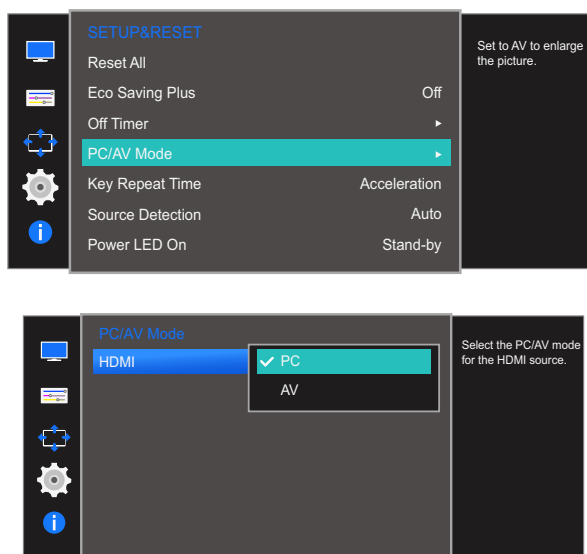 SETUP&RESET
Reset All
Eco Saving Plus Off
Off Timer
PC/AV Mode
Key Repeat Time Acceleration
Source Detection Auto
Power LED On Stand-by
Set to AV to enlarge
the picture.
PC/AV Mode
HDMI
PC
AV
Select the PC/AV mode
for the HDMI source.